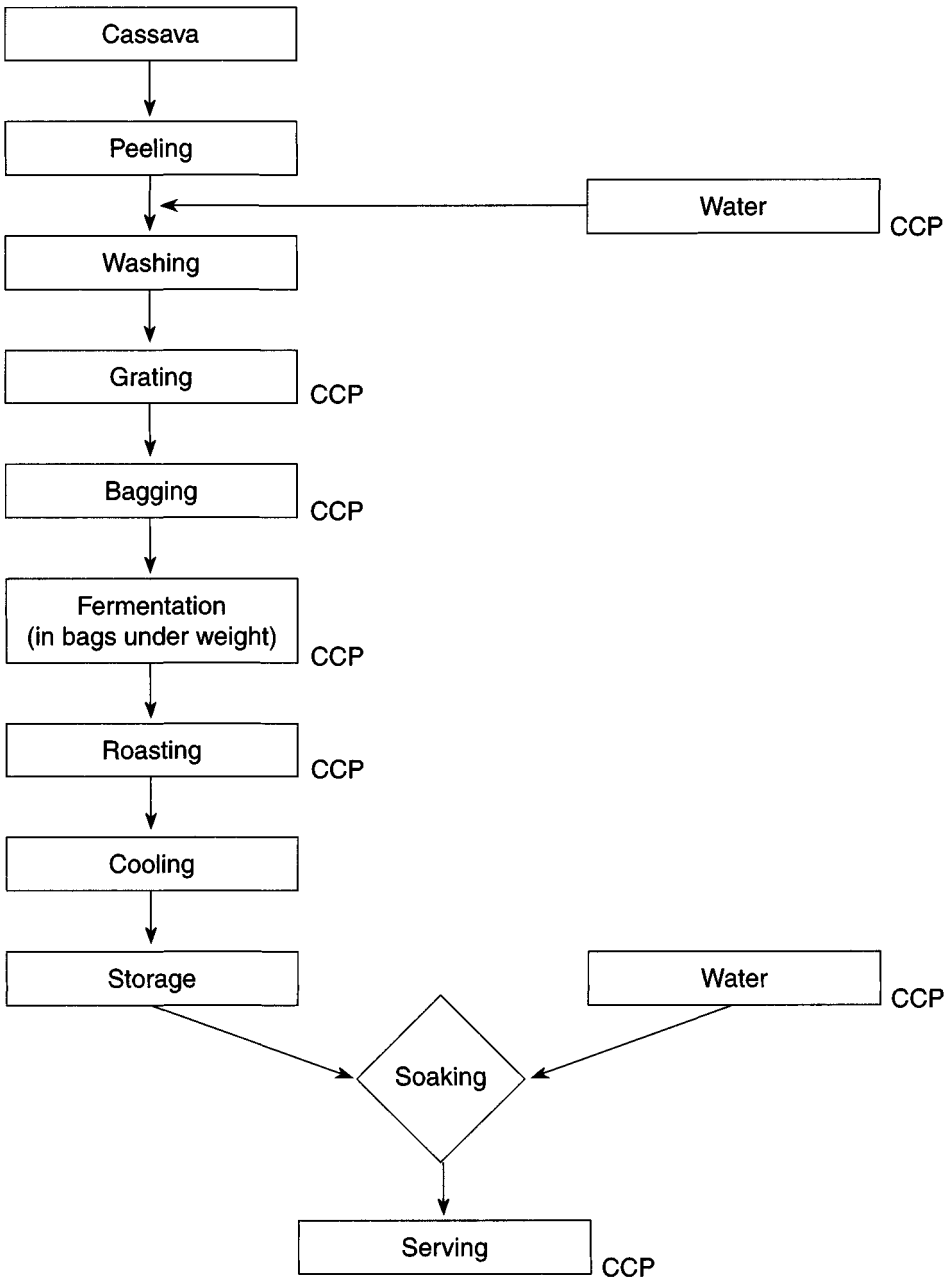 Cassava
Peeling
Water
CCP
Washing
Grating
CCP
Bagging
CCP
Fermentation
(in bags under weight)
CCP
Roasting
CCP
Cooling
Storage
Water
CCP
Soaking
Serving
CCP